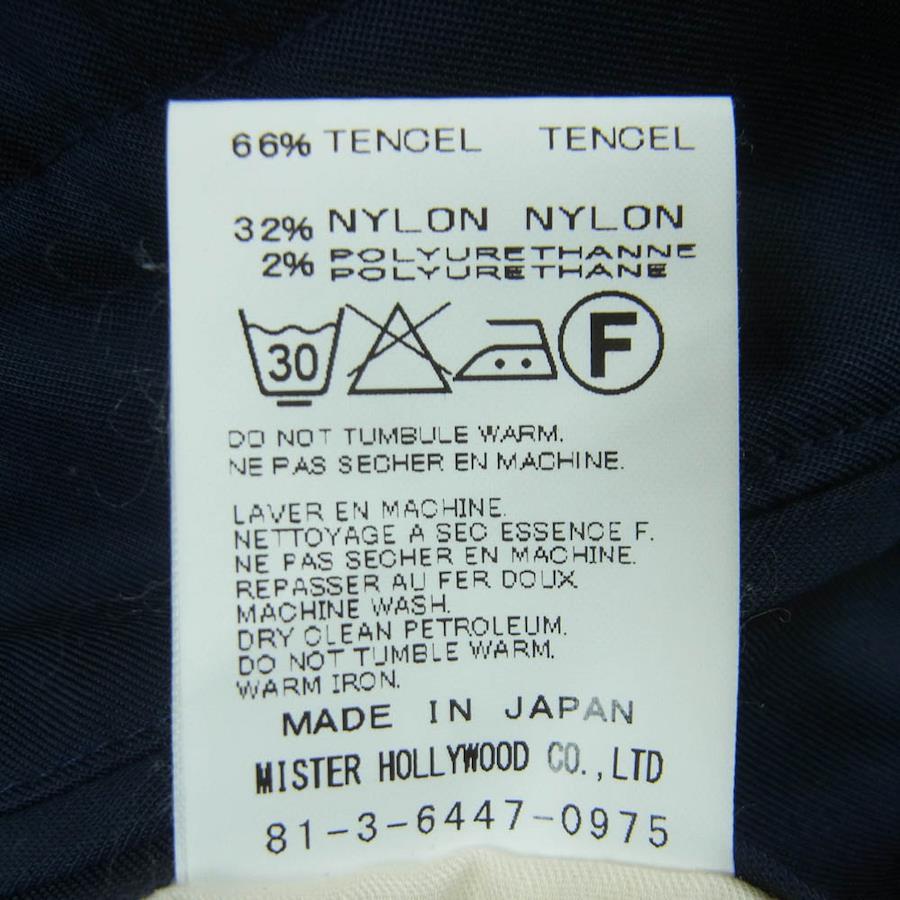 66% TENCEL TENCEL
32% NYLON NYLON
2% POLYURETHANNE
POLYURETHANE
30 F
DO NOT TUMBULE WARM.
NE PAS SECHER EN MACHINE.
LAVER EN MACHINE.
NETTOYAGE A SEC ESSENCE F.
NE PAS SECHER EN MACHINE.
REPASSER AU FER DOUX.
MACHINE WASH.
DRY CLEAN PETROLEUM.
DO NOT TUMBLE WARM.
WARM IRON.
MADE IN JAPAN
MISTER HOLLYWOOD CO.,LTD
81-3-6447-0975